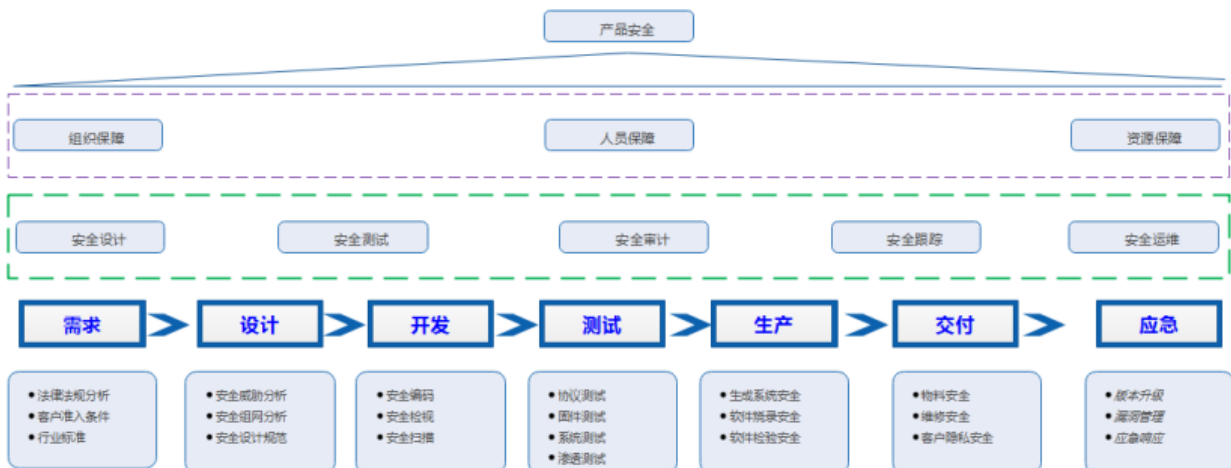 产品安全
组织保障
人员保障
资源保障
安全设计
安全测试
安全审计
安全跟踪
安全运维
需求
设计
开发
测试
生产
交付
应急
•法律法规分析
•客户准入条件
•行业标准
•安全威胁分析
•安全组网分析
•安全设计规范
•安全编码
•安全检视
•安全扫描
•协议测试
•固件测试
•系统测试
•渗透测试
•生成系统安全
•软件烧录安全
•软件检验安全
•物料安全
•维修安全
•客户隐私安全
•版本升级
•漏洞管理
•应急响应